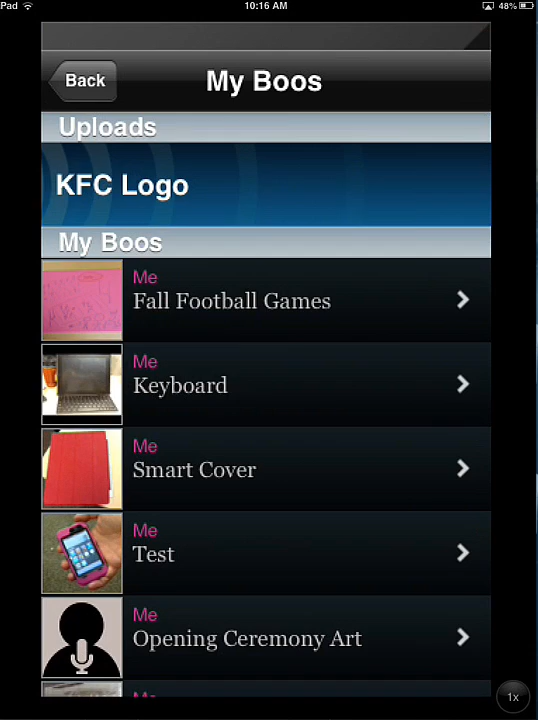 Pad
10:16 AM
48%
Back
My Boos
Uploads
KFC Logo
My Boos
Me
Fall Football Games
Me
Keyboard
Me
Smart Cover
Me
Test
Me
Opening Ceremony Art
Me
1x